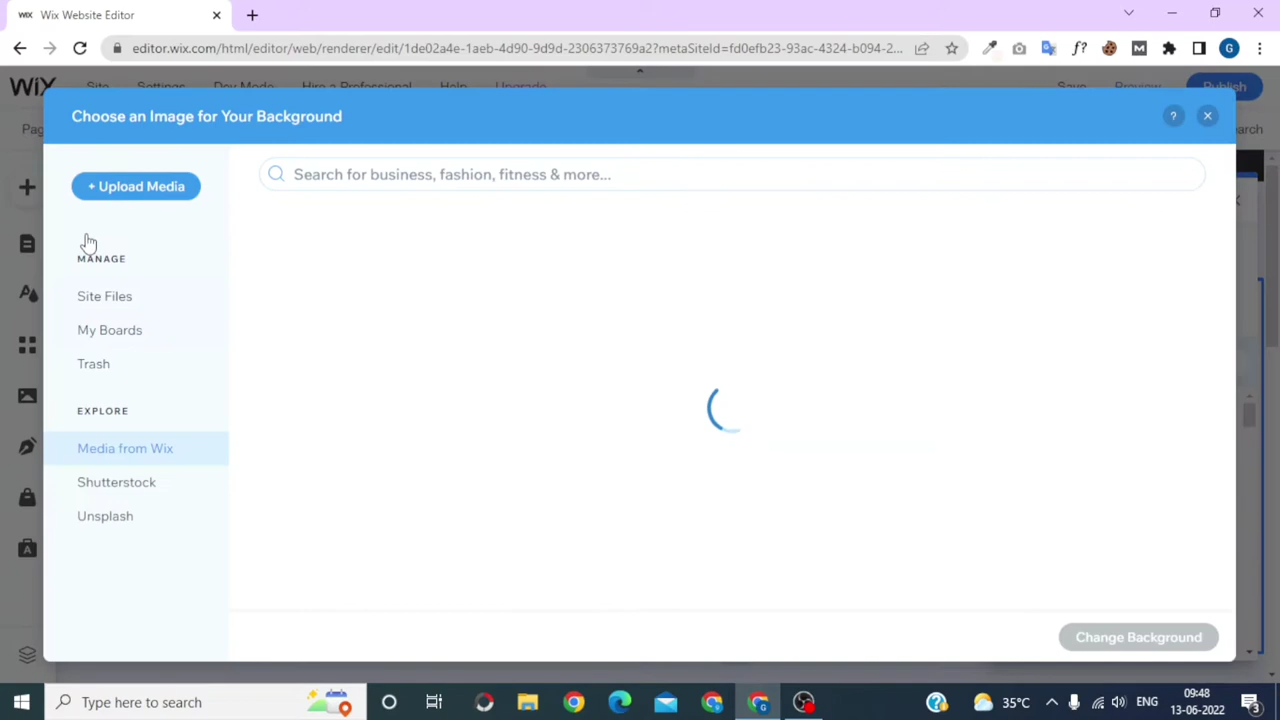 WiX Wix Website Editor
editor.wix.com/html/editor/web/renderer/edit/1de02a4e-1aeb-4d90-9d9d-2306373769a2?metaSiteId=fd0efb23-93ac-4324-b094-2...
f?
M
G
WiX Site Settings Dev Mode Hire a Professional Help Upgrade Save Preview Publish
Choose an Image for Your Background
?
+ Upload Media
Search for business, fashion, fitness & more...
MANAGE
Site Files
My Boards
Trash
EXPLORE
Media from Wix
Shutterstock
Unsplash
A
Change Background
Type here to search
35°C
ENG
09:48
13-06-2022
3